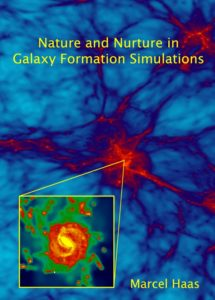 Nature and Nurture in
Galaxy Formation Simulations
Marcel Haas